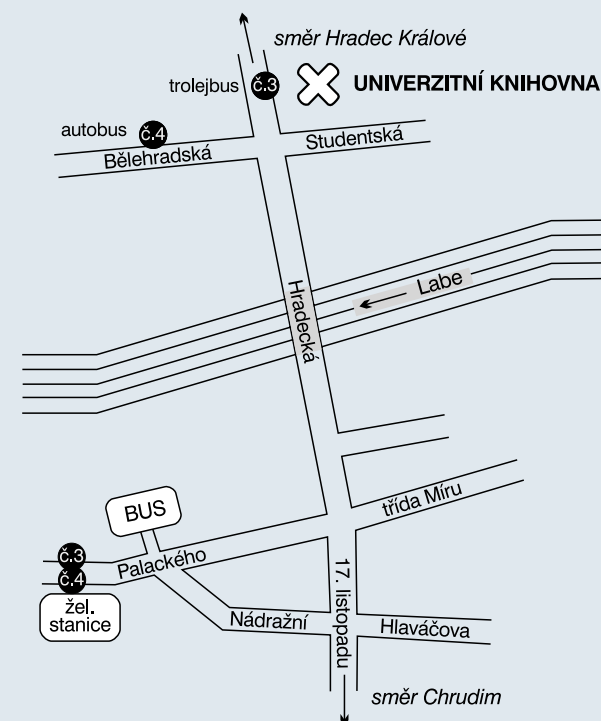 směr Hradec Králové
trolejbus č.3
UNIVERZITNÍ KNIHOVNA
autobus č.4
Bělehradská
Studentská
Hradecká
Labe
třída Míru
BUS
Palackého
č.3
č.4
žel.
stanice
17. listopadu
Nádražní
Hlaváčova
směr Chrudim